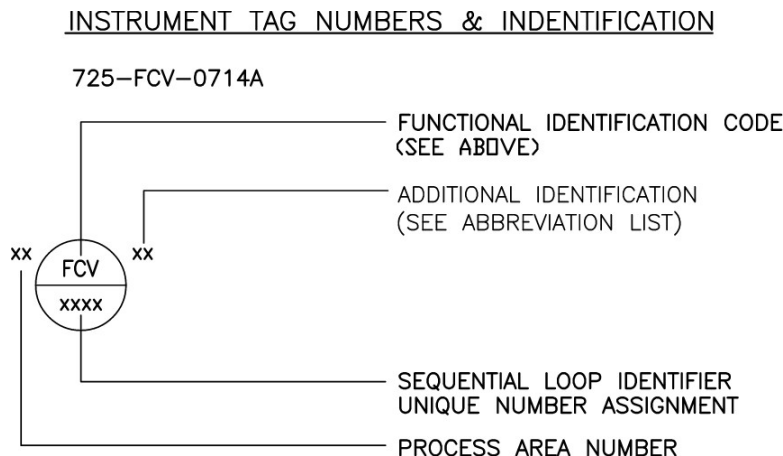 INSTRUMENT TAG NUMBERS & INDENTIFICATION
725-FCV-0714A
FUNCTIONAL IDENTIFICATION CODE
(SEE ABOVE)
ADDITIONAL IDENTIFICATION
(SEE ABBREVIATION LIST)
XX
FCV
XX
XXXX
SEQUENTIAL LOOP IDENTIFIER
UNIQUE NUMBER ASSIGNMENT
PROCESS AREA NUMBER